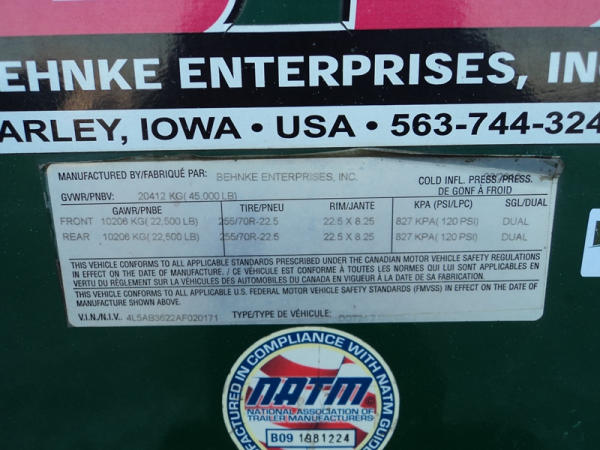 EHNKE ENTERPRISES, IN
ARLEY, IOWA • USA • 563-744-324
MANUFACTURED BY/FABRIQUÉ PAR: BEHNKE ENTERPRISES, INC.
COLD INFL. PRESS./PRESS.
DE GONF À FROID
GVWR/PNBV: 20412 KG( 45,000 LB)
GAWR/PNBE TIRE/PNEU RIM/JANTE KPA (PSI/LPC) SGL/DUAL
FRONT 10206 KG( 22,500 LB) 255/70R-22.5 22.5 X 8.25 827 KPA( 120 PSI) DUAL
REAR 10206 KG( 22,500 LB) 255/70R-22.5 22.5 X 8.25 827 KPA( 120 PSI) DUAL
THIS VEHICLE CONFORMS TO ALL APPLICABLE STANDARDS PRESCRIBED UNDER THE CANADIAN MOTOR VEHICLE SAFETY REGULATIONS
IN EFFECT ON THE DATE OF MANUFACTURE. / CE VÉHICULE EST CONFORME À TOUTES LES NORMES QUI LUI SONT APPLICABLES EN
VERTU DU RÈGLEMENT SUR LA SÉCURITÉ DES VÉHICULES AUTOMOBILES DU CANADA EN VIGUEUR À LA DATE DE SA FABRICATION.
THIS VEHICLE CONFORMS TO ALL APPLICABLE U.S. FEDERAL MOTOR VEHICLE SAFETY STANDARDS (FMVSS) IN EFFECT ON THE DATE OF
MANUFACTURE SHOWN ABOVE.
V.I.N./N.I.V. 4L5AB3622AF020171 TYPE/TYPE DE VÉHICULE:
MANUFACTURED IN COMPLIANCE WITH NATM GUIDE
NATM®
NATIONAL ASSOCIATION OF
TRAILER MANUFACTURERS
B09 1081224